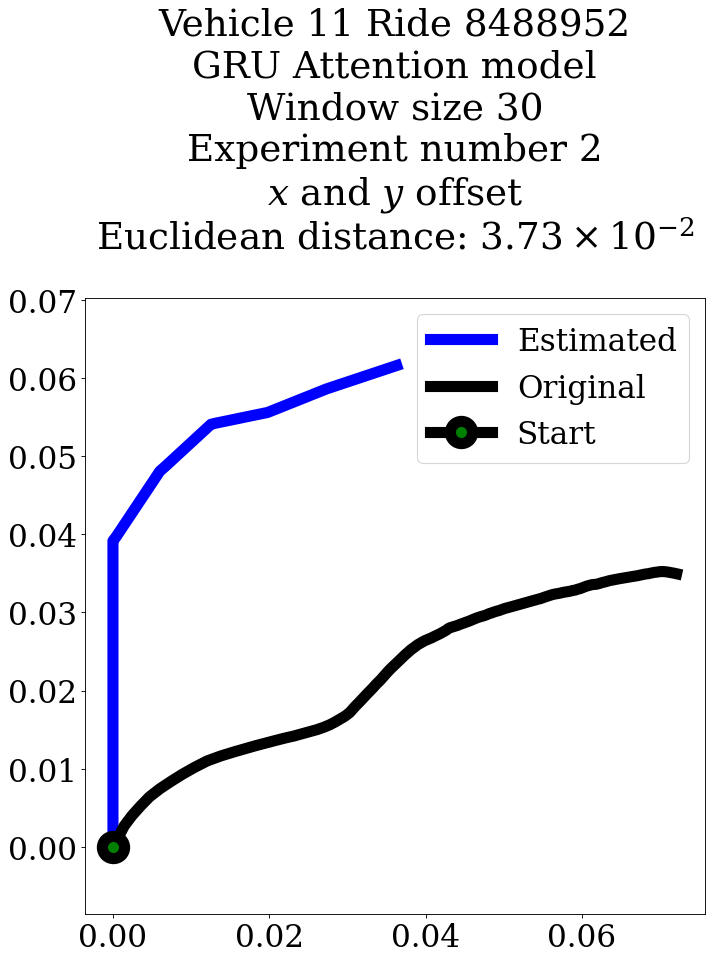 Vehicle 11 Ride 8488952
GRU Attention model
Window size 30
Experiment number 2
x and y offset
Euclidean distance: 3.73 × 10⁻²
0.07
0.06
0.05
0.04
0.03
0.02
0.01
0.00
Estimated
Original
Start
0.00 0.02 0.04 0.06